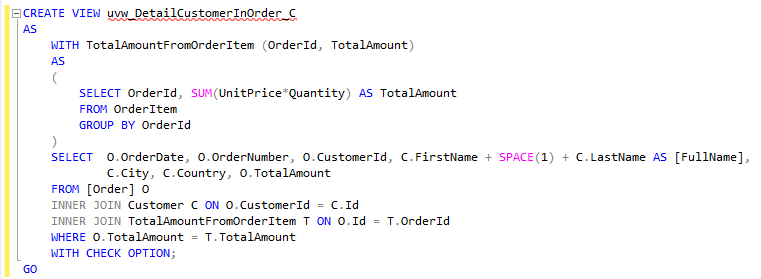 CREATE VIEW uvw_DetailCustomerInOrder_C
AS
WITH TotalAmountFromOrderItem (OrderId, TotalAmount)
AS
(
SELECT OrderId, SUM(UnitPrice*Quantity) AS TotalAmount
FROM OrderItem
GROUP BY OrderId
)
SELECT  O.OrderDate, O.OrderNumber, O.CustomerId, C.FirstName + SPACE(1) + C.LastName AS [FullName],
C.City, C.Country, O.TotalAmount
FROM [Order] O
INNER JOIN Customer C ON O.CustomerId = C.Id
INNER JOIN TotalAmountFromOrderItem T ON O.Id = T.OrderId
WHERE O.TotalAmount = T.TotalAmount
WITH CHECK OPTION;
GO